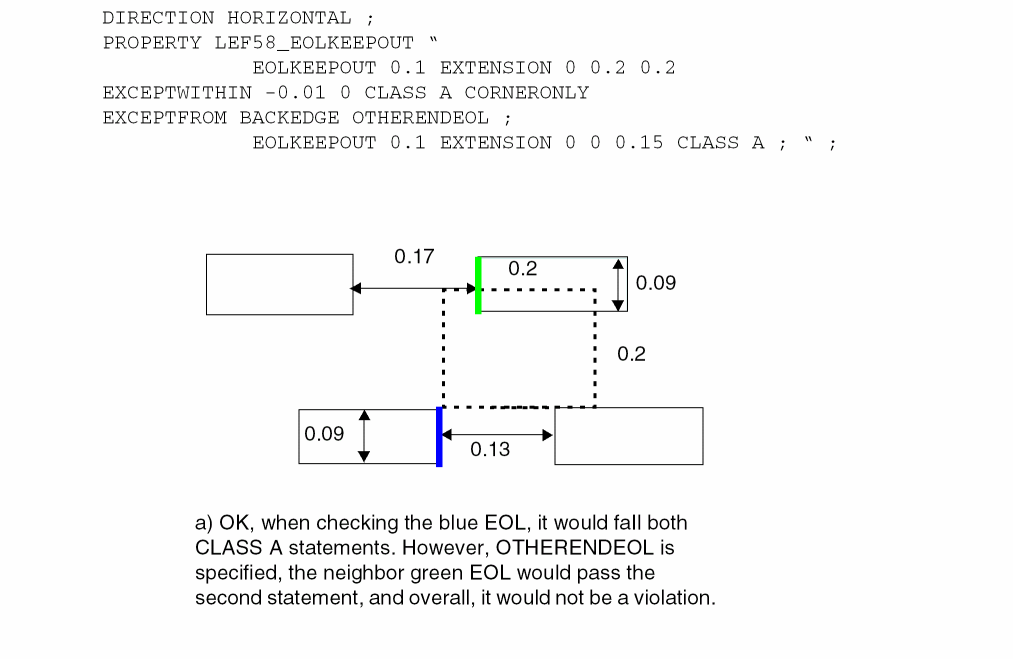 DIRECTION HORIZONTAL ;
PROPERTY LEF58_EOLKEEPOUT “
EOLKEEPOUT 0.1 EXTENSION 0 0.2 0.2
EXCEPTWITHIN -0.01 0 CLASS A CORNERONLY
EXCEPTFROM BACKEDGE OTHERENDEOL ;
EOLKEEPOUT 0.1 EXTENSION 0 0 0.15 CLASS A ; “ ;
0.17
0.2
0.09
0.2
0.09
0.13
a) OK, when checking the blue EOL, it would fall both
CLASS A statements. However, OTHERENDEOL is
specified, the neighbor green EOL would pass the
second statement, and overall, it would not be a violation.